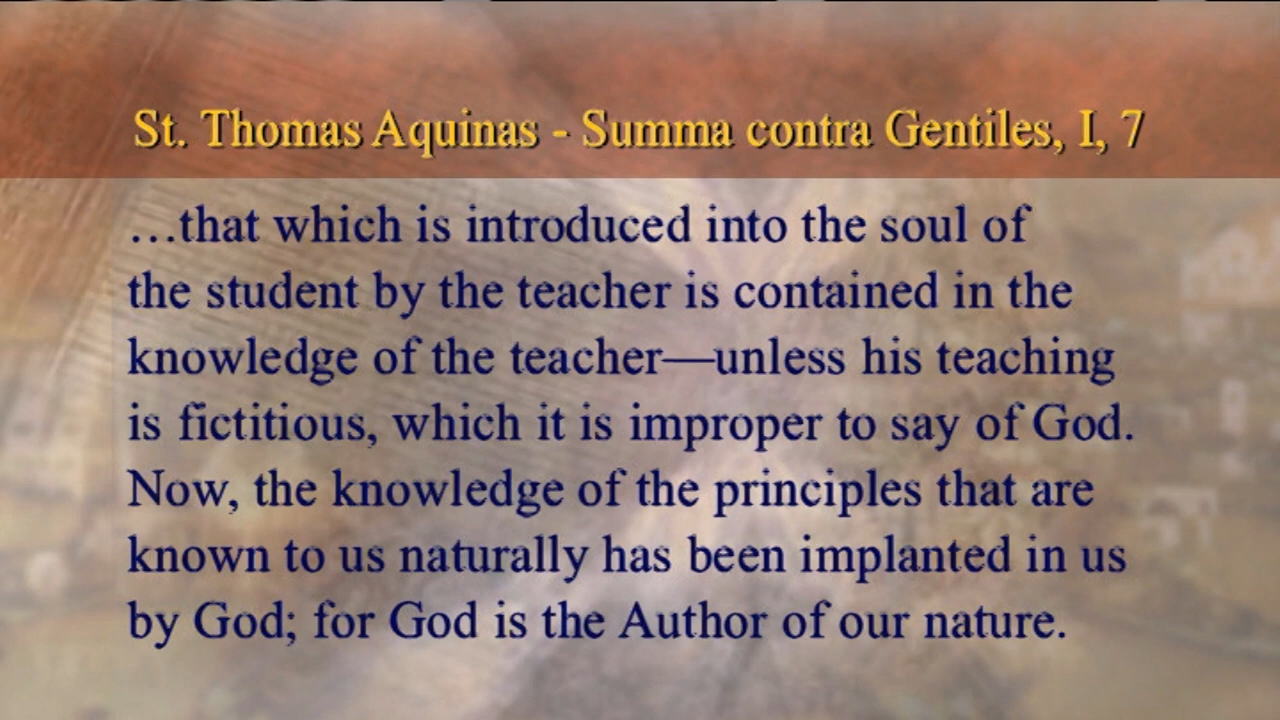 St. Thomas Aquinas - Summa contra Gentiles, I, 7
…that which is introduced into the soul of
the student by the teacher is contained in the
knowledge of the teacher—unless his teaching
is fictitious, which it is improper to say of God.
Now, the knowledge of the principles that are
known to us naturally has been implanted in us
by God; for God is the Author of our nature.